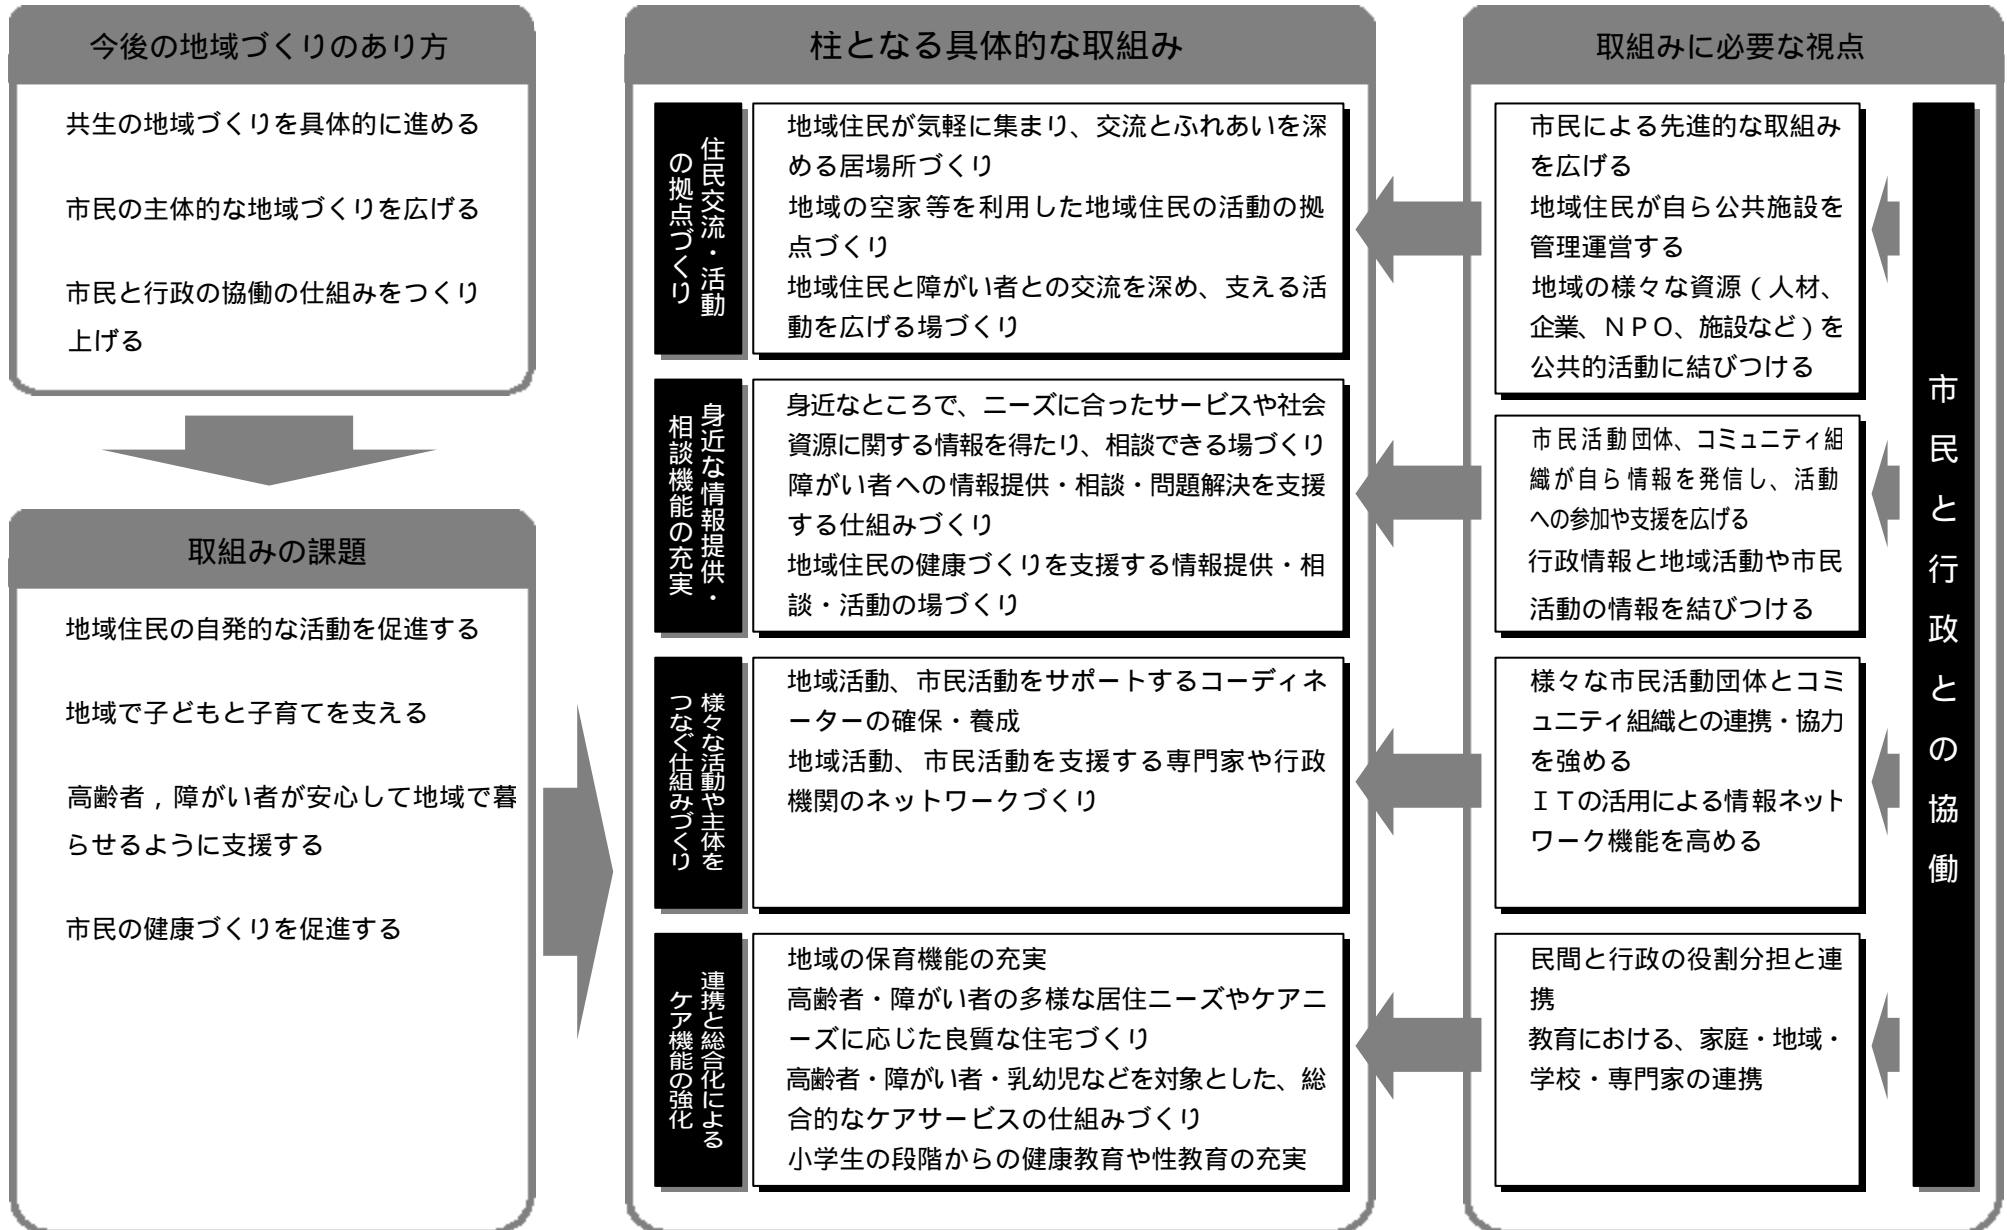 今後の地域づくりのあり方
共生の地域づくりを具体的に進める
市民の主体的な地域づくりを広げる
市民と行政の協働の仕組みをつくり
上げる
取組みの課題
地域住民の自発的な活動を促進する
地域で子どもと子育てを支える
高齢者，障がい者が安心して地域で暮
らせるように支援する
市民の健康づくりを促進する
柱となる具体的な取組み
住民交流・活動
の拠点づくり
地域住民が気軽に集まり、交流とふれあいを深
める居場所づくり
地域の空家等を利用した地域住民の活動の拠
点づくり
地域住民と障がい者との交流を深め、支える活
動を広げる場づくり
身近な情報提供・
相談機能の充実
身近なところで、ニーズに合ったサービスや社会
資源に関する情報を得たり、相談できる場づくり
障がい者への情報提供・相談・問題解決を支援
する仕組みづくり
地域住民の健康づくりを支援する情報提供・相
談・活動の場づくり
様々な活動や主体を
つなぐ仕組みづくり
地域活動、市民活動をサポートするコーディネ
ーターの確保・養成
地域活動、市民活動を支援する専門家や行政
機関のネットワークづくり
連携と総合化による
ケア機能の強化
地域の保育機能の充実
高齢者・障がい者の多様な居住ニーズやケアニ
ーズに応じた良質な住宅づくり
高齢者・障がい者・乳幼児などを対象とした、総
合的なケアサービスの仕組みづくり
小学生の段階からの健康教育や性教育の充実
取組みに必要な視点
市民による先進的な取組み
を広げる
地域住民が自ら公共施設を
管理運営する
地域の様々な資源（人材、
企業、ＮＰＯ、施設など）を
公共的活動に結びつける
市民活動団体、コミュニティ組
織が自ら情報を発信し、活動
への参加や支援を広げる
行政情報と地域活動や市民
活動の情報を結びつける
様々な市民活動団体とコミ
ュニティ組織との連携・協力
を強める
ＩＴの活用による情報ネット
ワーク機能を高める
民間と行政の役割分担と連
携
教育における、家庭・地域・
学校・専門家の連携
市民と行政との協働